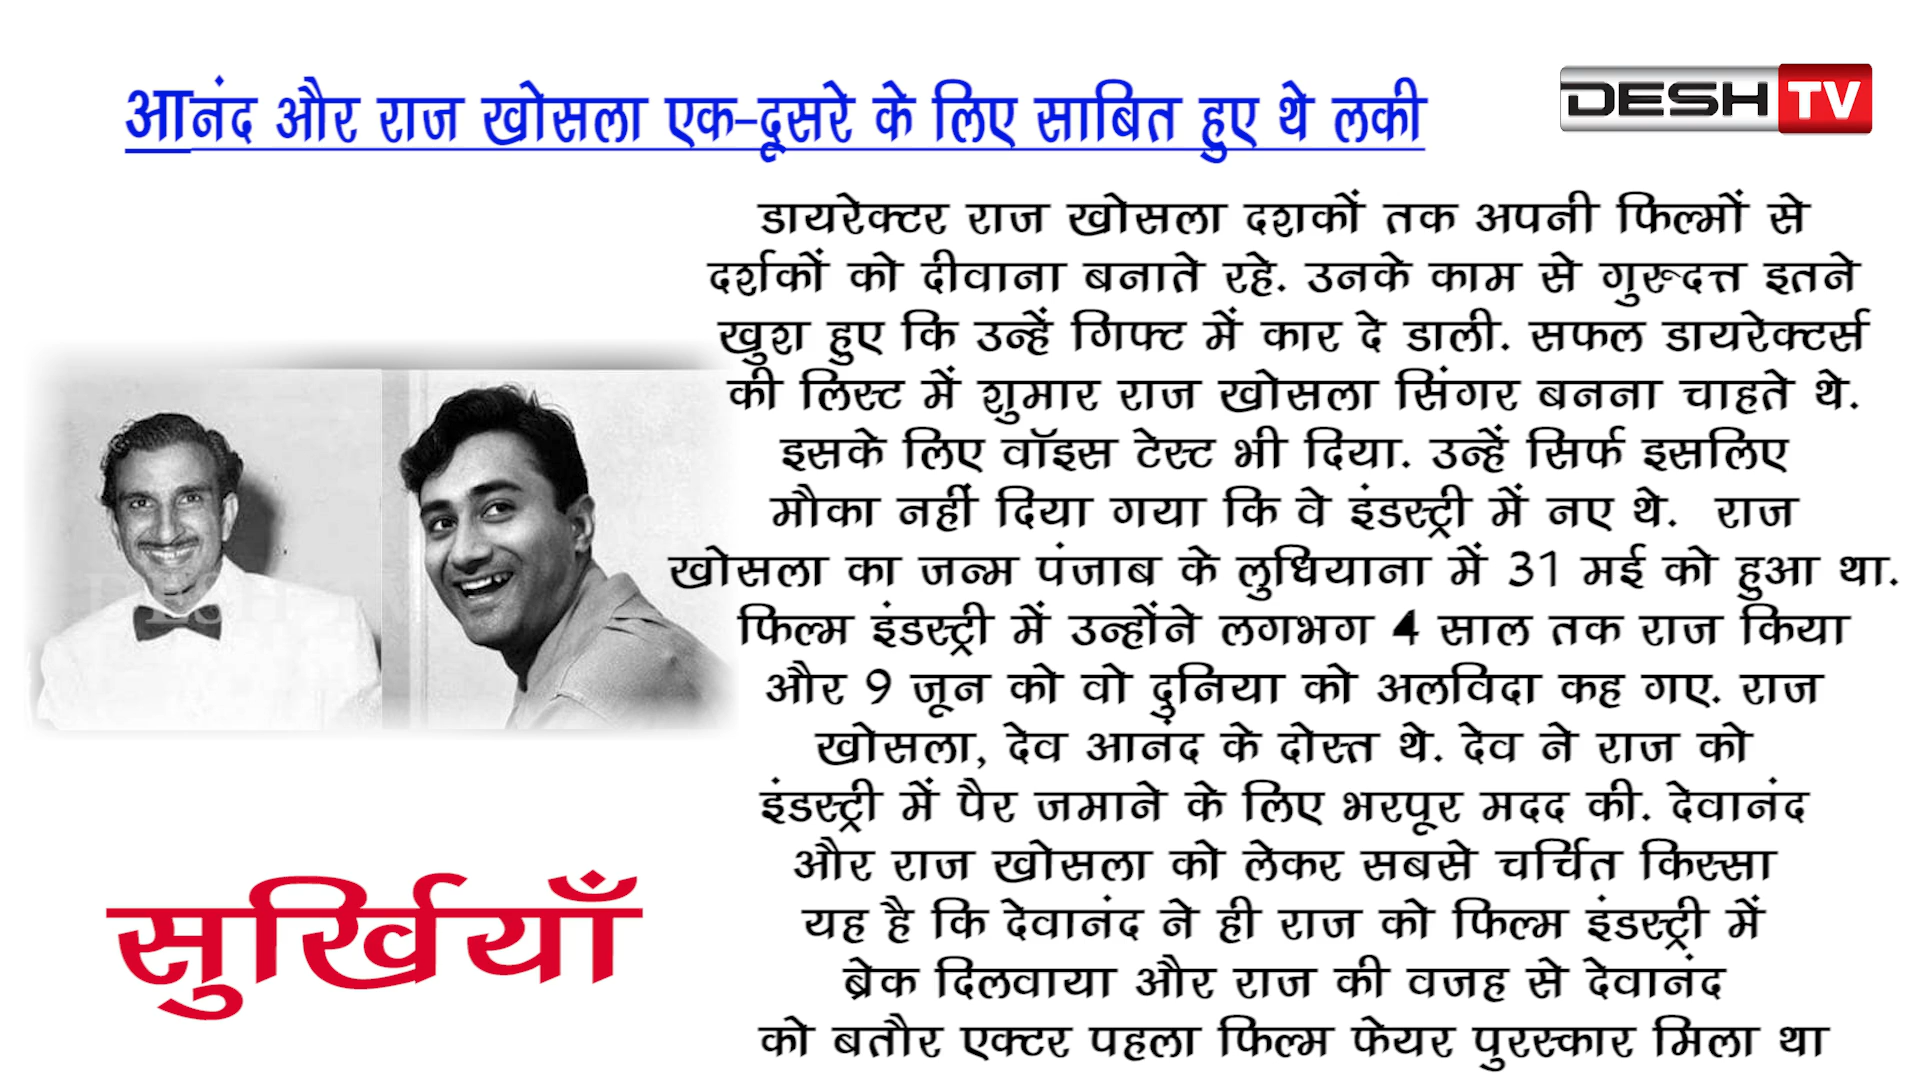 आनंद और राज खोसला एक-दूसरे के लिए साबित हुए थे लकी
DESH TV
डायरेक्टर राज खोसला दशकों तक अपनी फिल्मों से
दर्शकों को दीवाना बनाते रहे. उनके काम से गुरूदत्त इतने
खुश हुए कि उन्हें गिफ्ट में कार दे डाली. सफल डायरेक्टर्स
की लिस्ट में शुमार राज खोसला सिंगर बनना चाहते थे.
इसके लिए वॉइस टेस्ट भी दिया. उन्हें सिर्फ इसलिए
मौका नहीं दिया गया कि वे इंडस्ट्री में नए थे. राज
खोसला का जन्म पंजाब के लुधियाना में 31 मई को हुआ था.
फिल्म इंडस्ट्री में उन्होंने लगभग 4 साल तक राज किया
और 9 जून को वो दुनिया को अलविदा कह गए. राज
खोसला, देव आनंद के दोस्त थे. देव ने राज को
इंडस्ट्री में पैर जमाने के लिए भरपूर मदद की. देवानंद
और राज खोसला को लेकर सबसे चर्चित किस्सा
यह है कि देवानंद ने ही राज को फिल्म इंडस्ट्री में
ब्रेक दिलवाया और राज की वजह से देवानंद
को बतौर एक्टर पहला फिल्म फेयर पुरस्कार मिला था
सुर्खियाँ